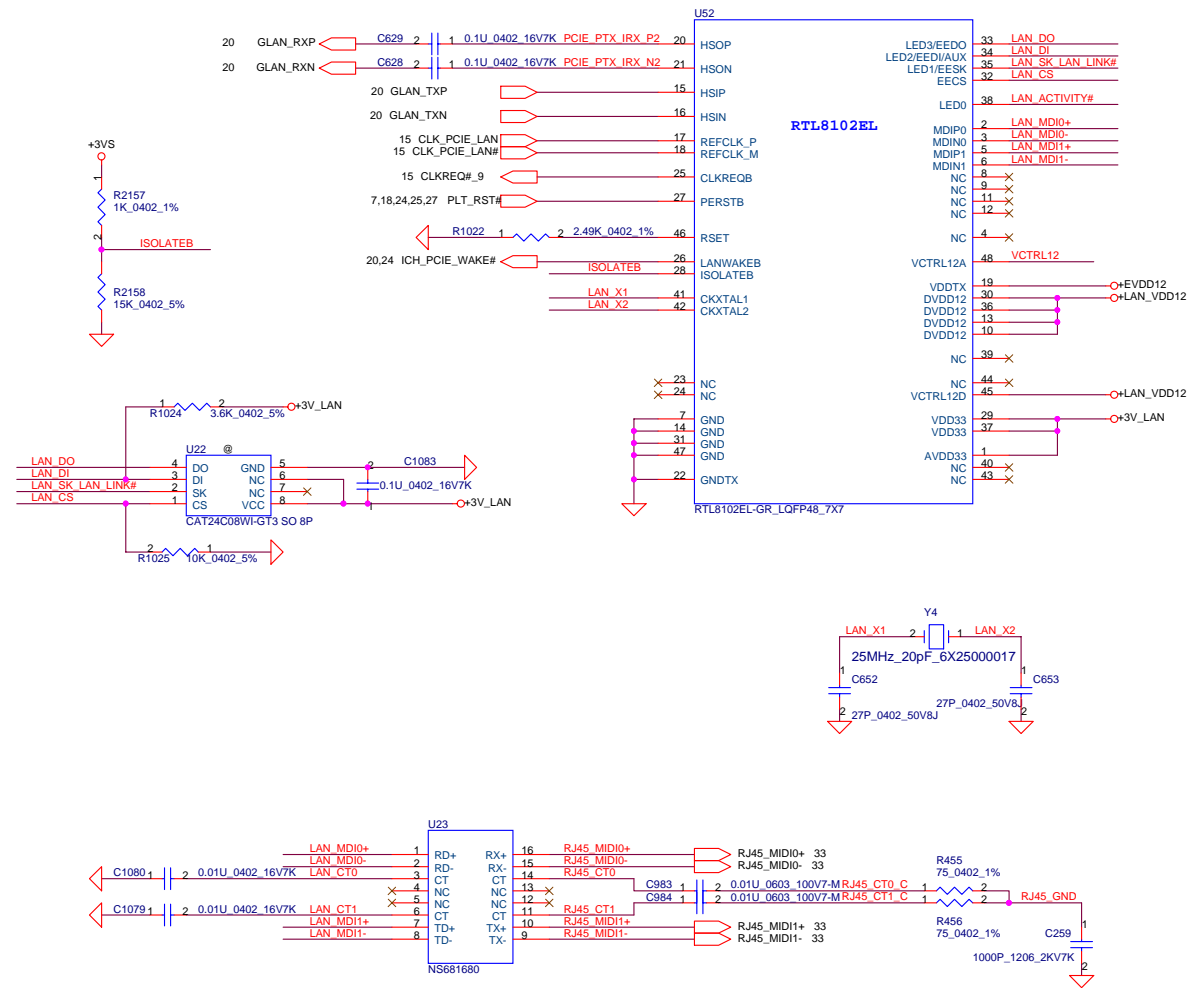 U52
20 GLAN_RXP C629 2 1 0.1U_0402_16V7K PCIE_PTX_IRX_P2 20 HSOP
20 GLAN_RXN C628 2 1 0.1U_0402_16V7K PCIE_PTX_IRX_N2 21 HSON
20 GLAN_TXP 15 HSIP
20 GLAN_TXN 16 HSIN
15 CLK_PCIE_LAN 17 REFCLK_P
15 CLK_PCIE_LAN# 18 REFCLK_M
15 CLKREQ#_9 25 CLKREQB
7,18,24,25,27 PLT_RST# 27 PERSTB
R1022 1 2 2.49K_0402_1% 46 RSET
20,24 ICH_PCIE_WAKE# 26 LANWAKEB
ISOLATEB 28 ISOLATEB
LAN_X1 41 CKXTAL1
LAN_X2 42 CKXTAL2
23 NC
24 NC
7 GND
14 GND
31 GND
47 GND
22 GNDTX
RTL8102EL
LED3/EEDO 33 LAN_DO
LED2/EEDI/AUX 34 LAN_DI
LED1/EESK 35 LAN_SK_LAN_LINK#
EECS 32 LAN_CS
LED0 38 LAN_ACTIVITY#
MDIP0 2 LAN_MDI0+
MDIN0 3 LAN_MDI0-
MDIP1 5 LAN_MDI1+
MDIN1 6 LAN_MDI1-
NC 8
NC 9
NC 11
NC 12
NC 4
VCTRL12A 48 VCTRL12
VDDTX 19 +EVDD12
DVDD12 30 +LAN_VDD12
DVDD12 36
DVDD12 13
DVDD12 10
NC 39
NC 44
VCTRL12D 45 +LAN_VDD12
VDD33 29 +3V_LAN
VDD33 37
AVDD33 1
NC 40
NC 43
RTL8102EL-GR_LQFP48_7X7
+3VS
1
R2157
1K_0402_1%
2
ISOLATEB
R2158
15K_0402_5%
1 2 +3V_LAN
R1024 3.6K_0402_5%
U22 @
LAN_DO 4 DO GND 5
LAN_DI 3 DI NC 6
LAN_SK_LAN_LINK# 2 SK NC 7
LAN_CS 1 CS VCC 8
2 C1083
0.1U_0402_16V7K
1 +3V_LAN
CAT24C08WI-GT3 SO 8P
2 1
R1025 10K_0402_5%
Y4
LAN_X1 2 1 LAN_X2
25MHz_20pF_6X25000017
1 C652
2 27P_0402_50V8J
1 C653
27P_0402_50V8J
2
U23
LAN_MDI0+ 1 RD+ RX+ 16 RJ45_MIDI0+ RJ45_MIDI0+ 33
LAN_MDI0- 2 RD- RX- 15 RJ45_MIDI0- RJ45_MIDI0- 33
C1080 1 2 0.01U_0402_16V7K LAN_CT0 3 CT CT 14 RJ45_CT0
4 NC NC 13
5 NC NC 12
C1079 1 2 0.01U_0402_16V7K LAN_CT1 6 CT CT 11 RJ45_CT1
LAN_MDI1+ 7 TD+ TX+ 10 RJ45_MIDI1+ RJ45_MIDI1+ 33
LAN_MDI1- 8 TD- TX- 9 RJ45_MIDI1- RJ45_MIDI1- 33
NS681680
C983 1 2 0.01U_0603_100V7-M RJ45_CT0_C 1 2
C984 1 2 0.01U_0603_100V7-M RJ45_CT1_C 1 2
R455
75_0402_1%
RJ45_GND
R456
75_0402_1%
1
C259
1000P_1206_2KV7K
2